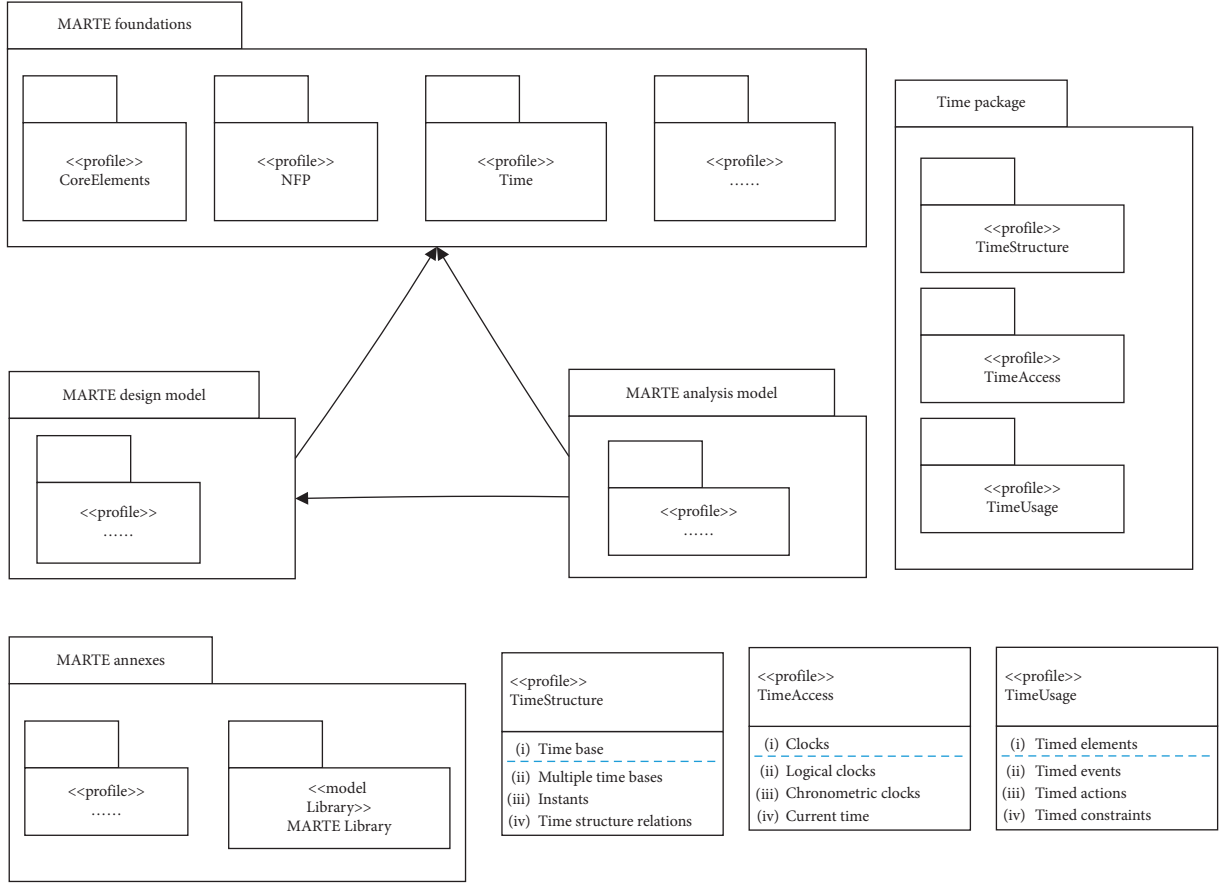 MARTE foundations
<<profile>>
CoreElements
<<profile>>
NFP
<<profile>>
Time
<<profile>>
......
Time package
<<profile>>
TimeStructure
<<profile>>
TimeAccess
<<profile>>
TimeUsage
MARTE design model
<<profile>>
......
MARTE analysis model
<<profile>>
......
MARTE annexes
<<profile>>
......
<<model
Library>>
MARTE Library
<<profile>>
TimeStructure
(i) Time base
(ii) Multiple time bases
(iii) Instants
(iv) Time structure relations
<<profile>>
TimeAccess
(i) Clocks
(ii) Logical clocks
(iii) Chronometric clocks
(iv) Current time
<<profile>>
TimeUsage
(i) Timed elements
(ii) Timed events
(iii) Timed actions
(iv) Timed constraints